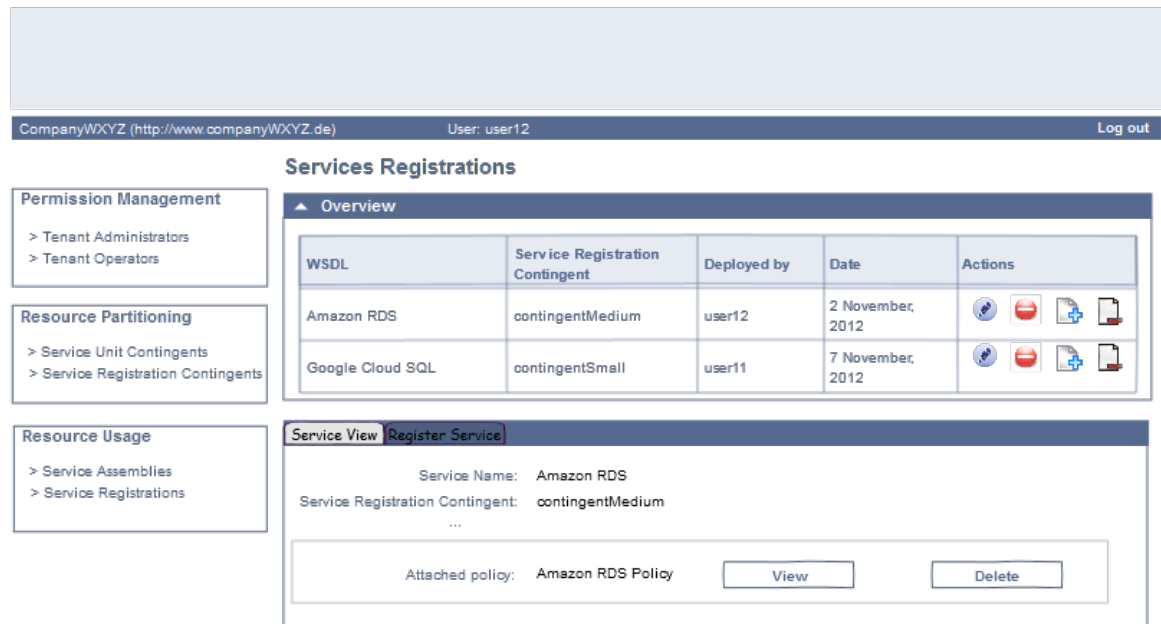 CompanyWXYZ (http://www.companyWXYZ.de) User: user12 Log out
Services Registrations
Permission Management
> Tenant Administrators
> Tenant Operators
Resource Partitioning
> Service Unit Contingents
> Service Registration Contingents
Resource Usage
> Service Assemblies
> Service Registrations
Overview
WSDL Service Registration Contingent Deployed by Date Actions
Amazon RDS contingentMedium user12 2 November, 2012
Google Cloud SQL contingentSmall user11 7 November, 2012
Service View Register Service
Service Name: Amazon RDS
Service Registration Contingent: contingentMedium
...
Attached policy: Amazon RDS Policy View Delete